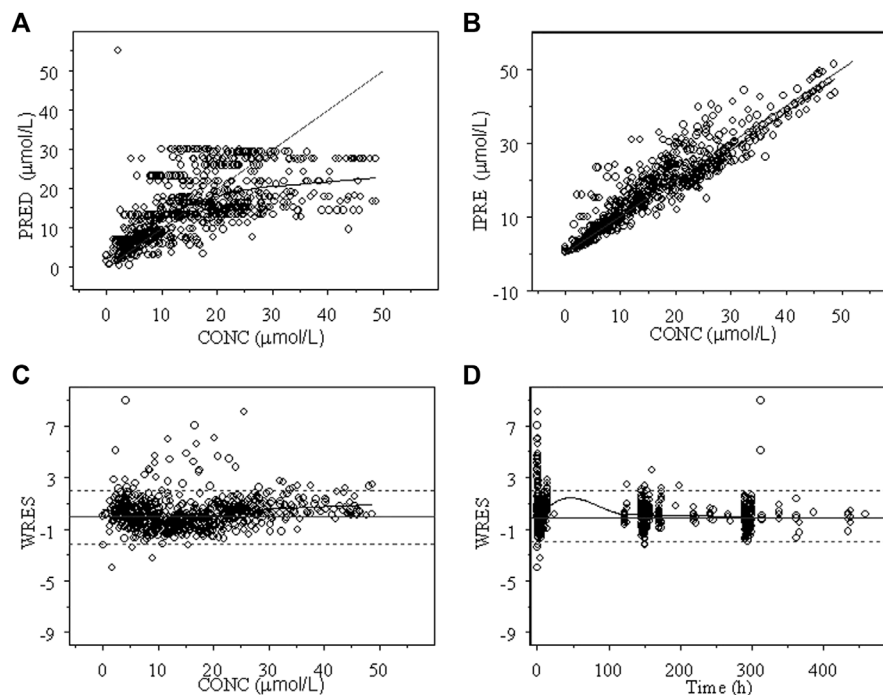 A
B
PRED (μmol/L)
50
40
30
20
10
0
0 10 20 30 40 50
CONC (μmol/L)
IPRE (μmol/L)
50
30
10
-10
0 10 20 30 40 50
CONC (μmol/L)
C
D
WRES
7
3
-1
-5
-9
0 10 20 30 40 50
CONC (μmol/L)
WRES
7
3
-1
-5
-9
0 100 200 300 400
Time (h)